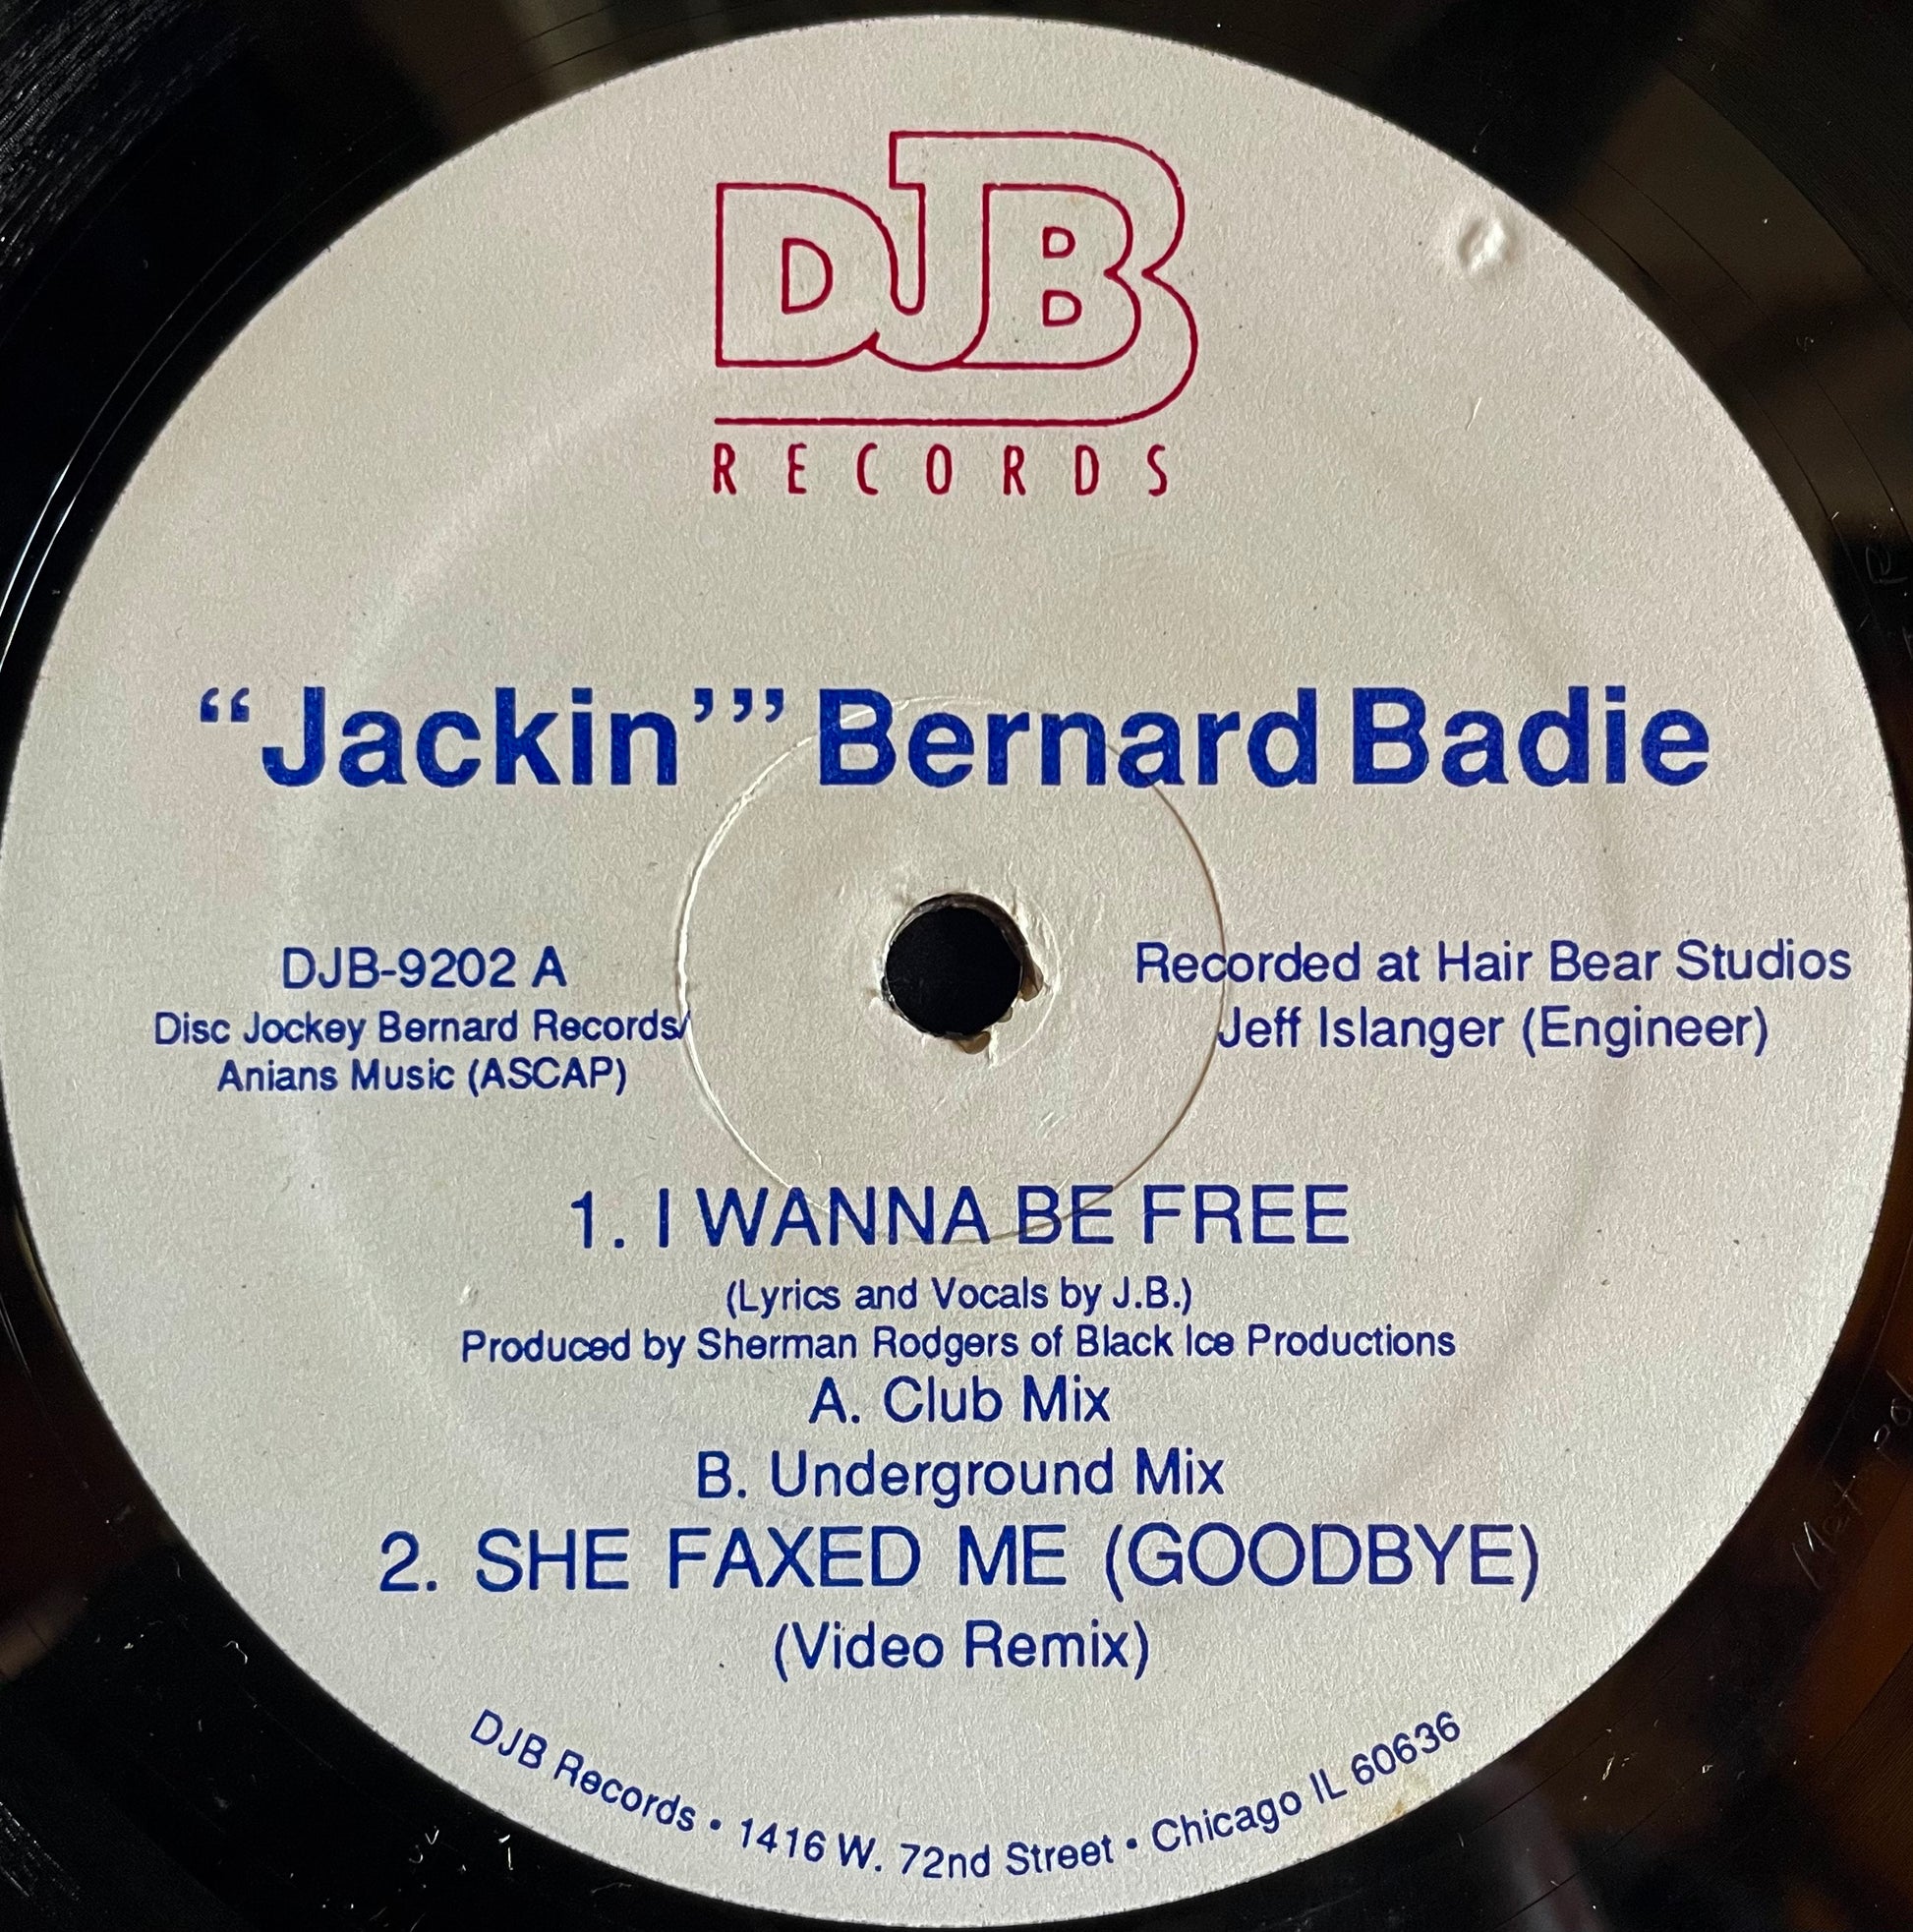 DJB
RECORDS
“Jackin’” Bernard Badie
DJB-9202 A
Disc Jockey Bernard Records/
Anians Music (ASCAP)
Recorded at Hair Bear Studios
Jeff Islanger (Engineer)
1. I WANNA BE FREE
(Lyrics and Vocals by J.B.)
Produced by Sherman Rodgers of Black Ice Productions
A. Club Mix
B. Underground Mix
2. SHE FAXED ME (GOODBYE)
(Video Remix)
DJB Records • 1416 W. 72nd Street • Chicago IL 60636